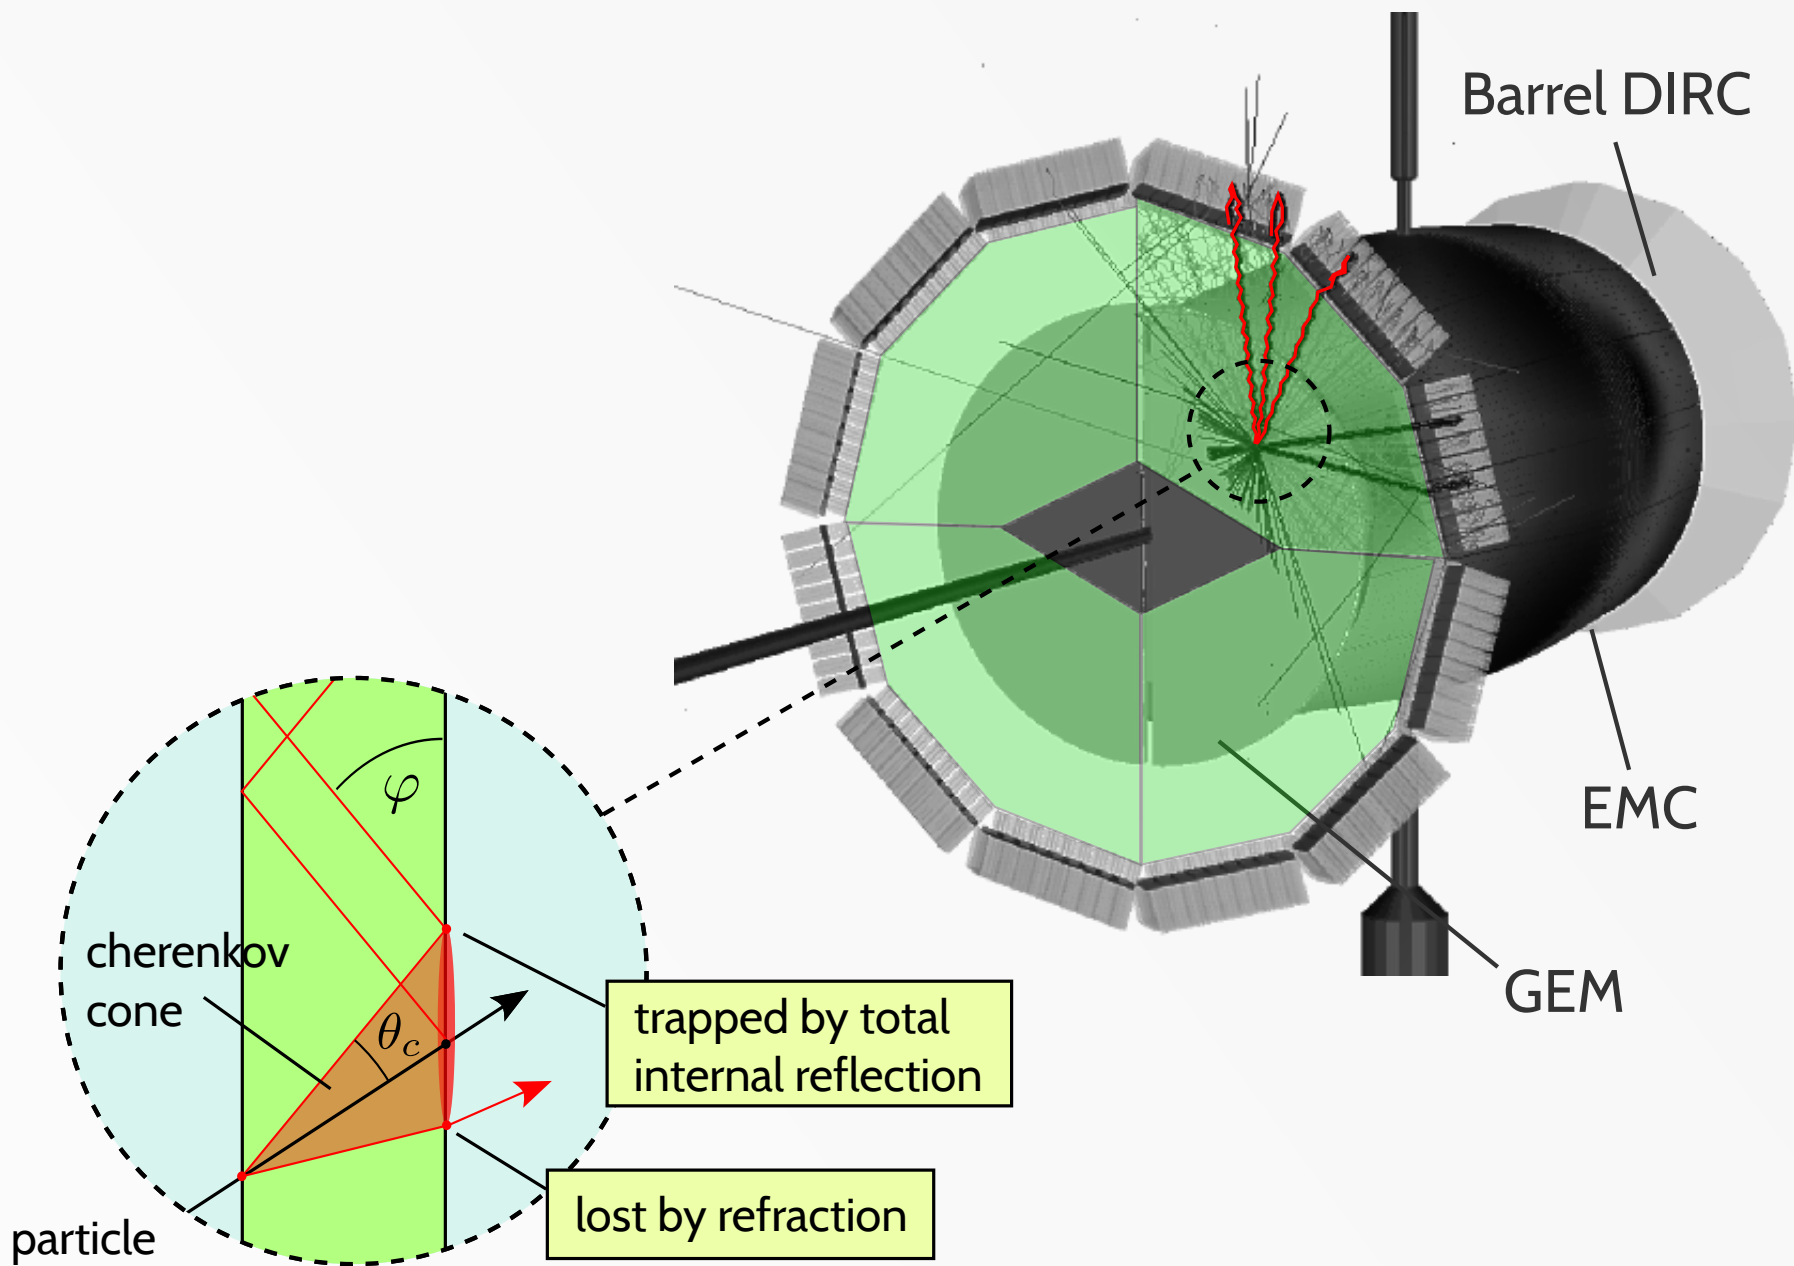 Barrel DIRC
EMC
GEM
φ
cherenkov
cone
θc
trapped by total
internal reflection
lost by refraction
particle